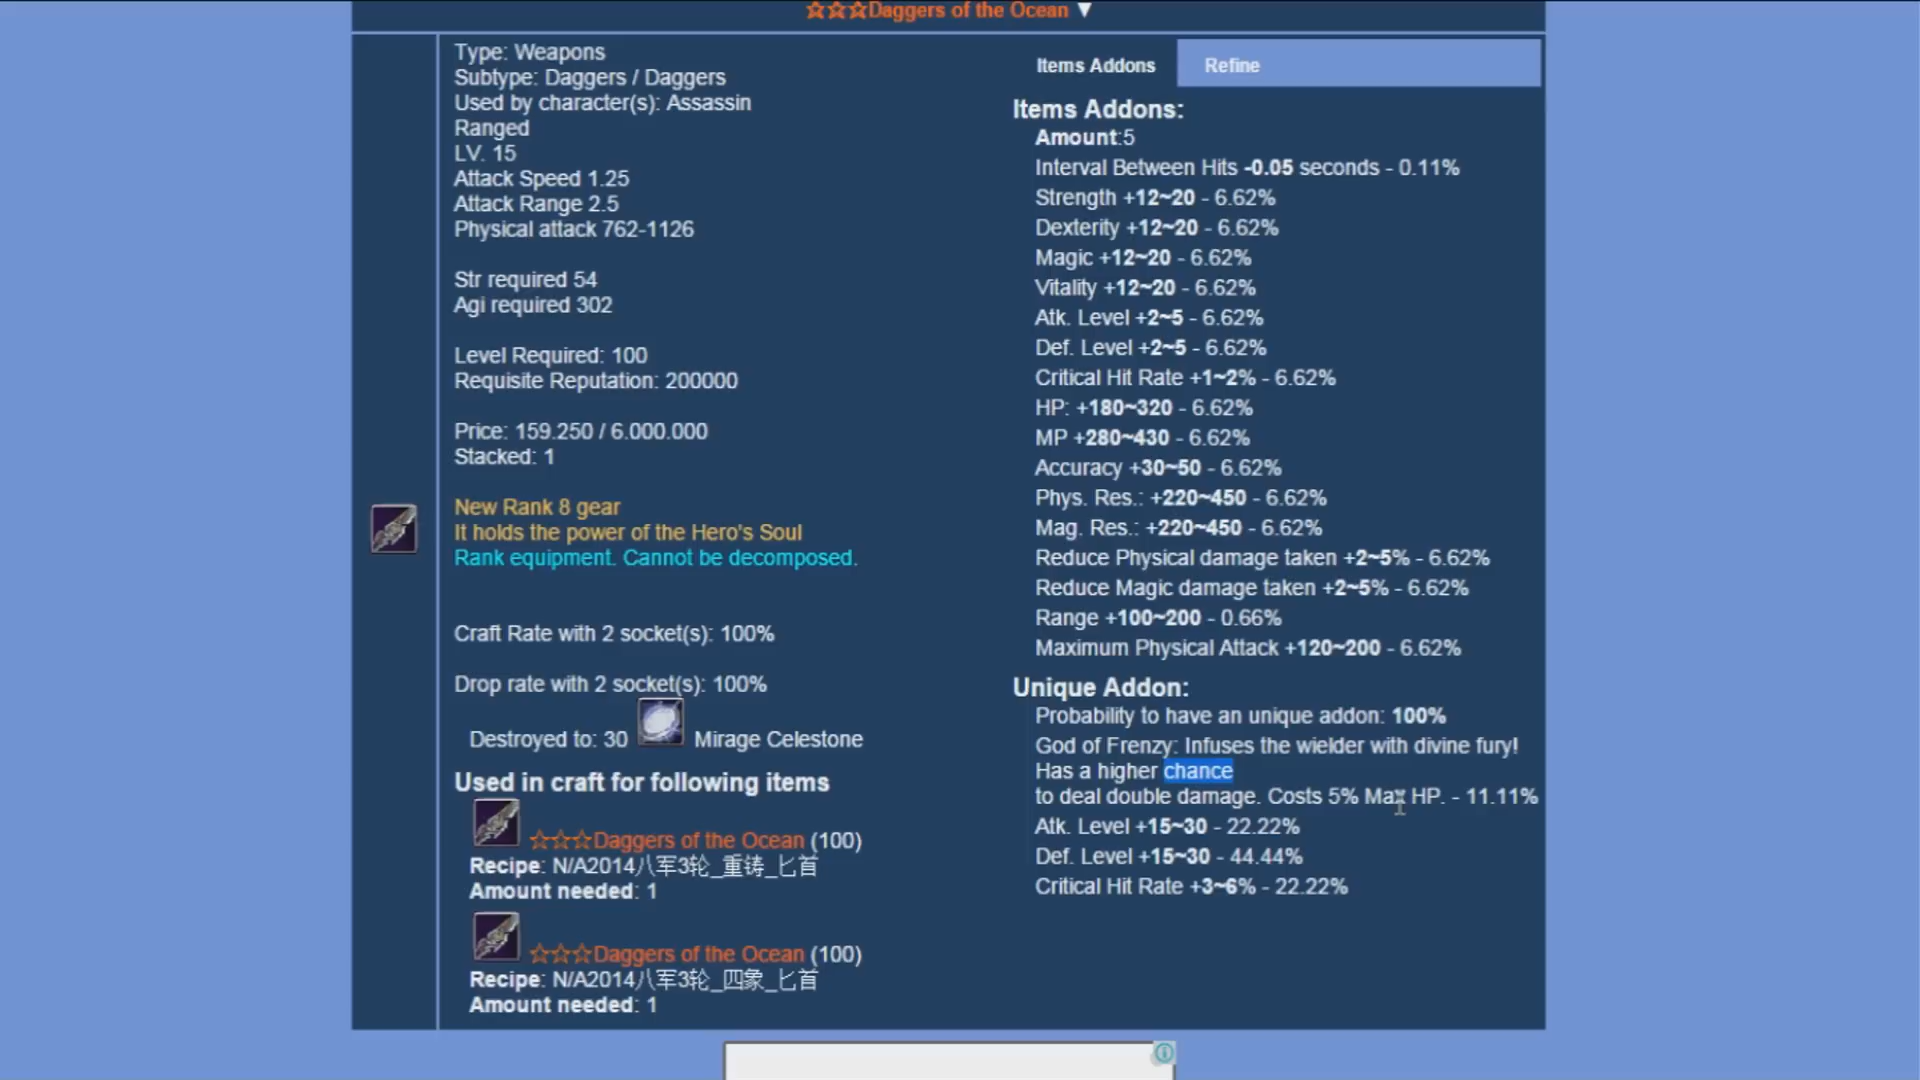 ☆☆☆Daggers of the Ocean ▼
Type: Weapons
Subtype: Daggers / Daggers
Used by character(s): Assassin
Ranged
LV. 15
Attack Speed 1.25
Attack Range 2.5
Physical attack 762-1126
Str required 54
Agi required 302
Level Required: 100
Requisite Reputation: 200000
Price: 159.250 / 6.000.000
Stacked: 1
New Rank 8 gear
It holds the power of the Hero's Soul
Rank equipment. Cannot be decomposed.
Craft Rate with 2 socket(s): 100%
Drop rate with 2 socket(s): 100%
Destroyed to: 30 Mirage Celestone
Used in craft for following items
☆☆☆Daggers of the Ocean (100)
Recipe: N/A2014八军3轮_重铸_匕首
Amount needed: 1
☆☆☆Daggers of the Ocean (100)
Recipe: N/A2014八军3轮_四象_匕首
Amount needed: 1
Items Addons
Refine
Items Addons:
Amount:5
Interval Between Hits -0.05 seconds - 0.11%
Strength +12~20 - 6.62%
Dexterity +12~20 - 6.62%
Magic +12~20 - 6.62%
Vitality +12~20 - 6.62%
Atk. Level +2~5 - 6.62%
Def. Level +2~5 - 6.62%
Critical Hit Rate +1~2% - 6.62%
HP: +180~320 - 6.62%
MP +280~430 - 6.62%
Accuracy +30~50 - 6.62%
Phys. Res.: +220~450 - 6.62%
Mag. Res.: +220~450 - 6.62%
Reduce Physical damage taken +2~5% - 6.62%
Reduce Magic damage taken +2~5% - 6.62%
Range +100~200 - 0.66%
Maximum Physical Attack +120~200 - 6.62%
Unique Addon:
Probability to have an unique addon: 100%
God of Frenzy: Infuses the wielder with divine fury!
Has a higher chance
to deal double damage. Costs 5% Max HP. - 11.11%
Atk. Level +15~30 - 22.22%
Def. Level +15~30 - 44.44%
Critical Hit Rate +3~6% - 22.22%